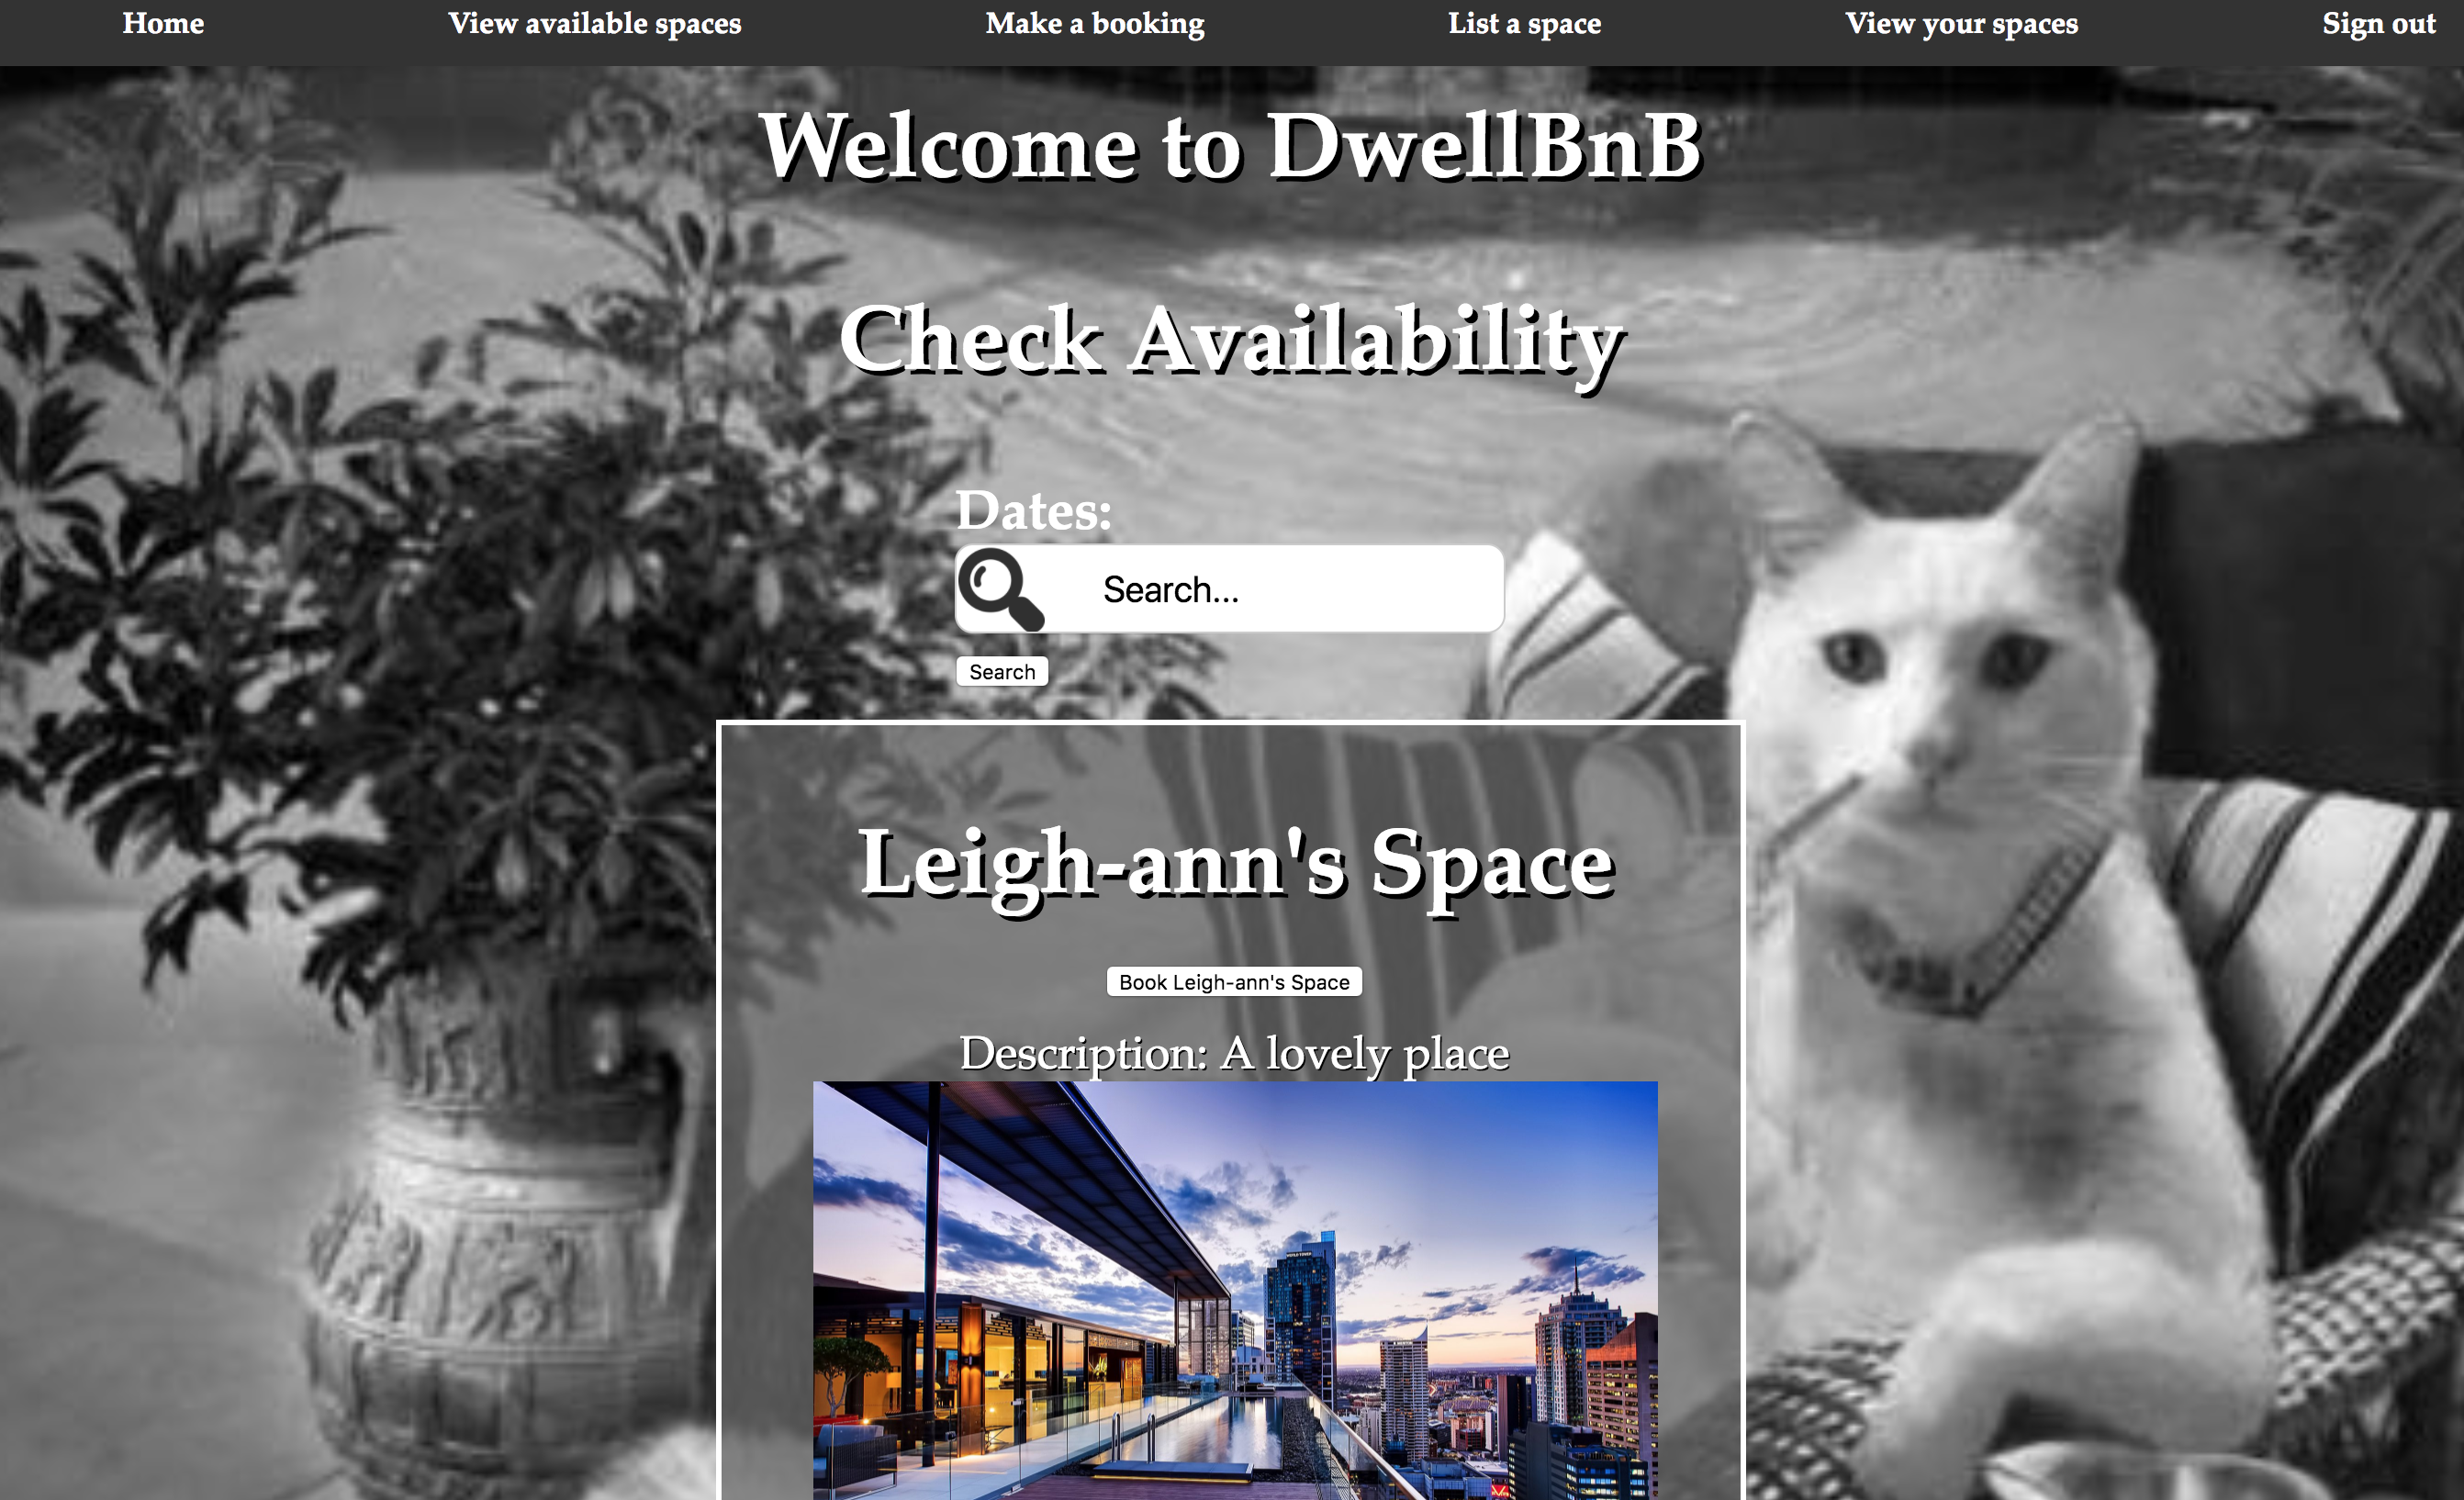 Home View available spaces Make a booking List a space View your spaces Sign out
Welcome to DwellBnB
Check Availability
Dates:
Search...
Search
Leigh-ann's Space
Book Leigh-ann's Space
Description: A lovely place